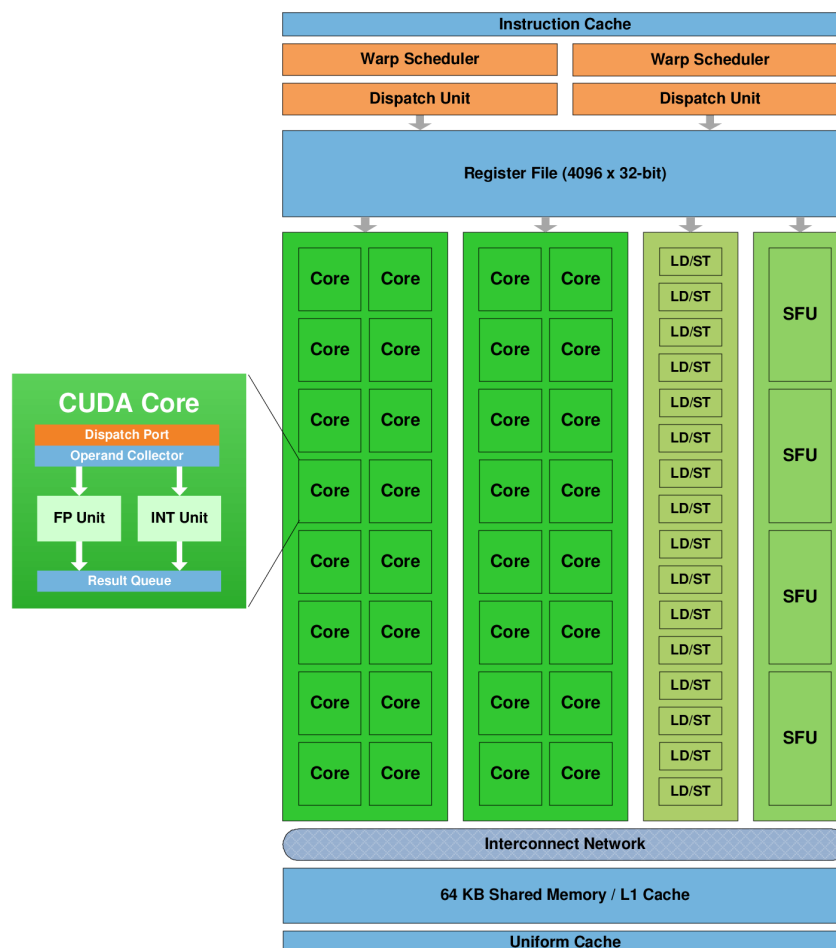 Instruction Cache
Warp Scheduler Warp Scheduler
Dispatch Unit Dispatch Unit
Register File (4096 x 32-bit)
Core Core Core Core LD/ST SFU
LD/ST
Core Core Core Core LD/ST
LD/ST
Core Core Core Core LD/ST SFU
LD/ST
Core Core Core Core LD/ST
LD/ST
Core Core Core Core LD/ST SFU
LD/ST
Core Core Core Core LD/ST
LD/ST
Core Core Core Core LD/ST SFU
LD/ST
Core Core Core Core LD/ST
LD/ST
CUDA Core
Dispatch Port
Operand Collector
FP Unit INT Unit
Result Queue
Interconnect Network
64 KB Shared Memory / L1 Cache
Uniform Cache